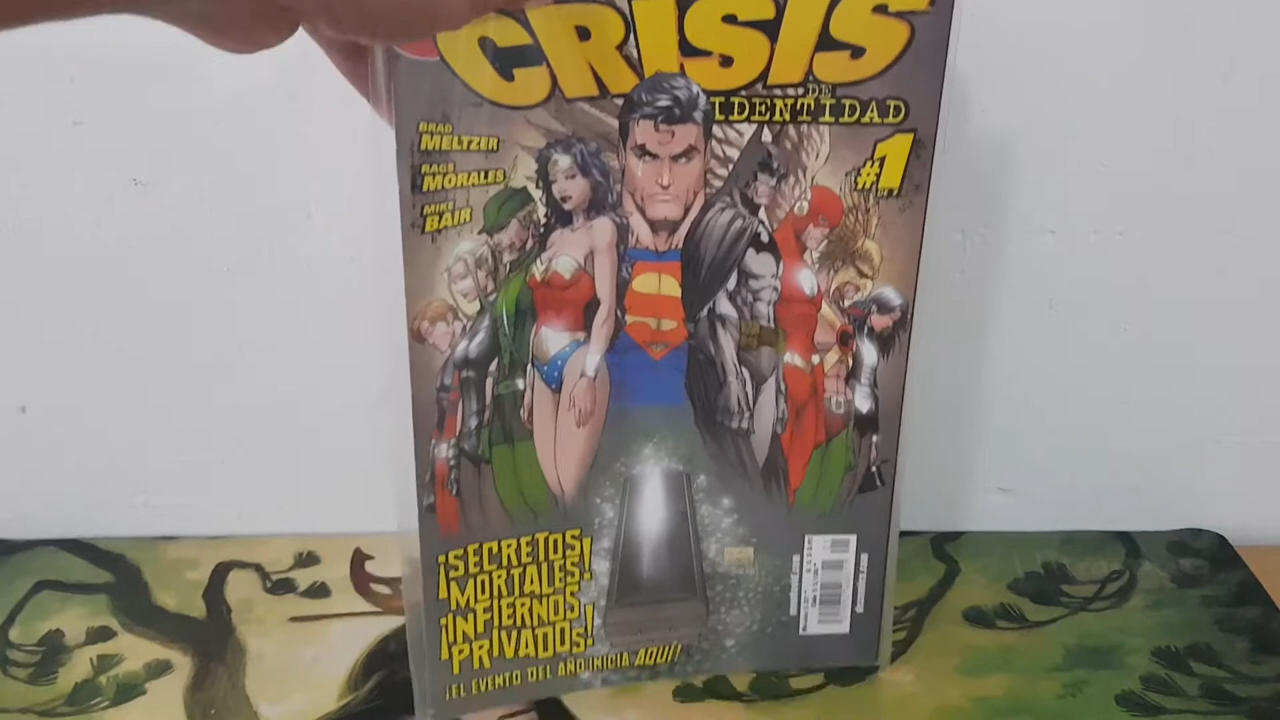 CRISIS
DE
IDENTIDAD
#1
BRAD
MELTZER
RAGS
MORALES
MIKE
BAIR
S
¡SECRETOS
MORTALES!
¡INFIERNOS
PRIVADOS!
¡EL EVENTO DEL AÑO INICIA AQUÍ!